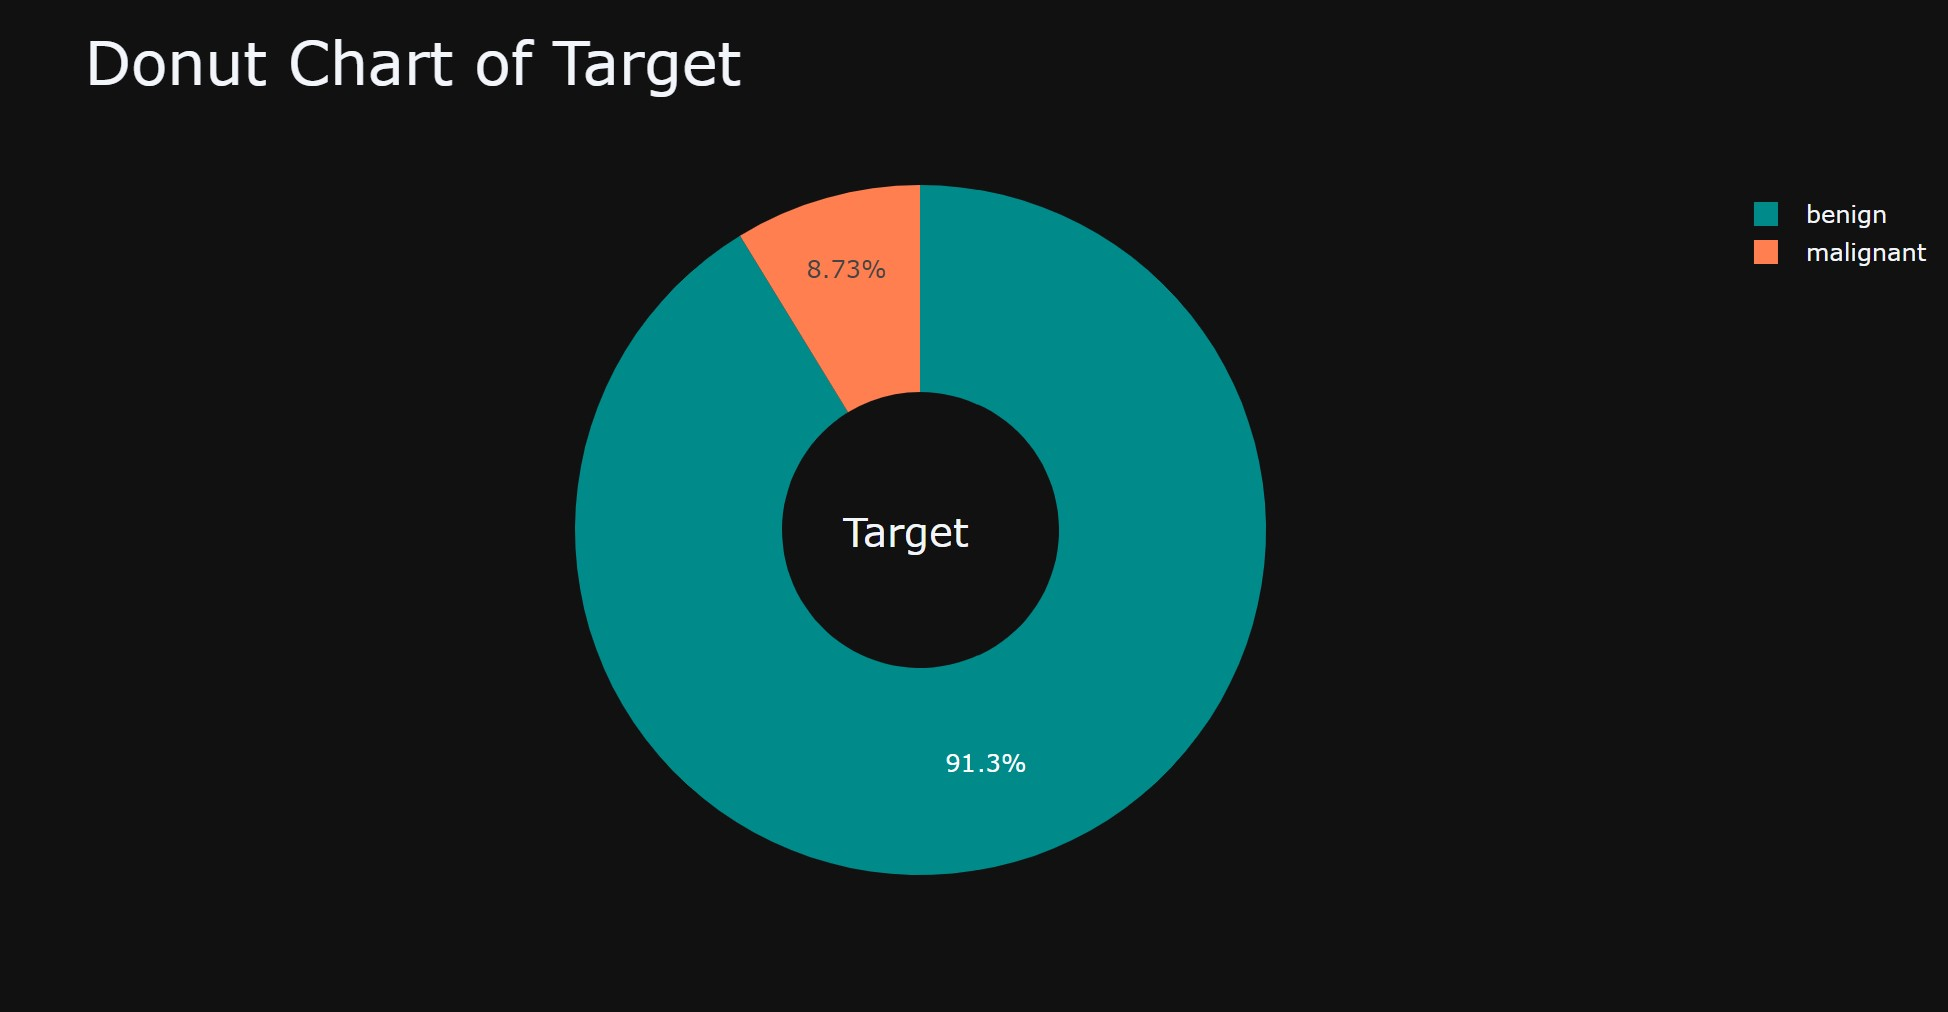 Donut Chart of Target
benign
malignant
8.73%
Target
91.3%